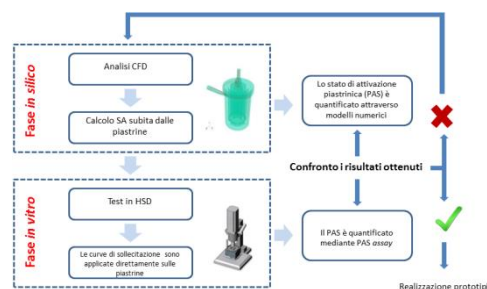 Fase in silico
Analisi CFD
Calcolo SA subita dalle
piastrine
Lo stato di attivazione
piastrinica (PAS) è
quantificato attraverso
modelli numerici
Confronto i risultati ottenuti
Fase in vitro
Test in HSD
Le curve di sollecitazione sono
applicate direttamente sulle
piastrine
Il PAS è quantificato
mediante PAS assay
Realizzazione prototipi